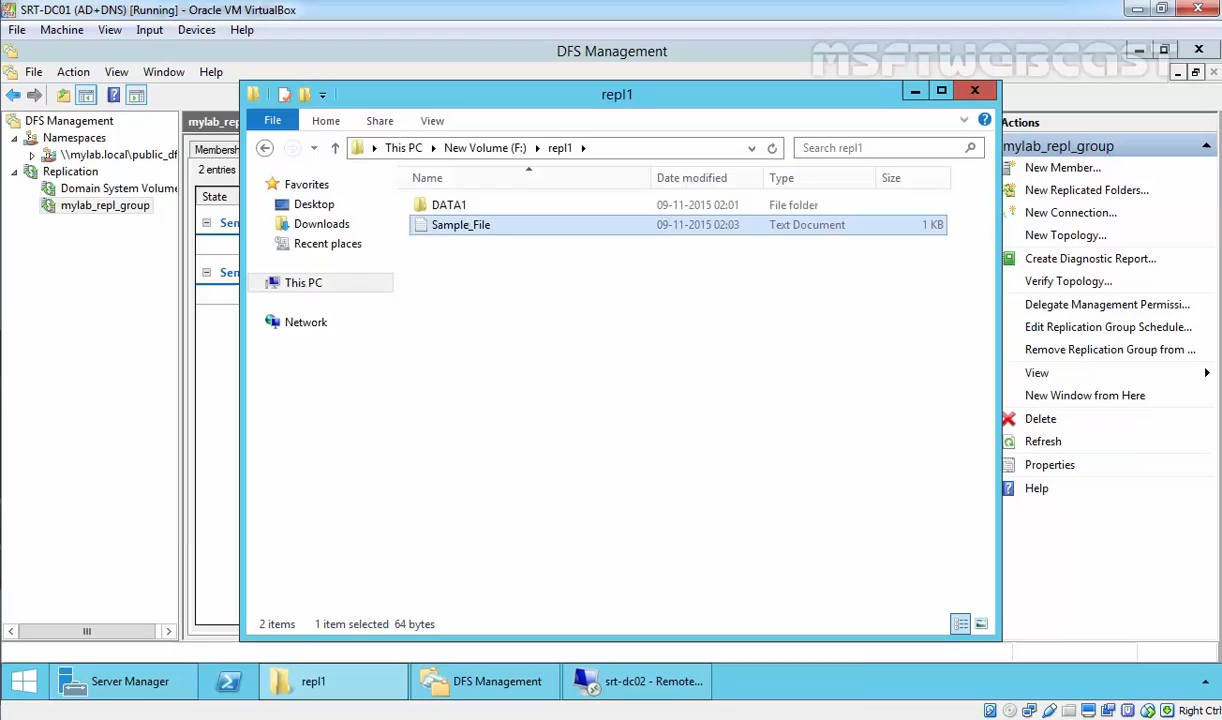 SRT-DC01 (AD+DNS) [Running] - Oracle VM VirtualBox
File Machine View Input Devices Help
DFS Management
MSFTWEBCAST
File Action View Window Help
repl1
DFS Management
Namespaces
\\mylab.local\public_df
Replication
Domain System Volume
mylab_repl_group
mylab_rep
Membersh
2 entries
State
Sen
Sen
File Home Share View
This PC New Volume (F:) repl1
Search repl1
Favorites
Desktop
Downloads
Recent places
This PC
Network
Name Date modified Type Size
DATA1 09-11-2015 02:01 File folder
Sample_File 09-11-2015 02:03 Text Document 1 KB
2 items 1 item selected 64 bytes
Actions
mylab_repl_group
New Member...
New Replicated Folders...
New Connection...
New Topology...
Create Diagnostic Report...
Verify Topology...
Delegate Management Permissi...
Edit Replication Group Schedule...
Remove Replication Group from ...
View
New Window from Here
Delete
Refresh
Properties
Help
Server Manager repl1 DFS Management srt-dc02 - Remote...
Right Ctrl